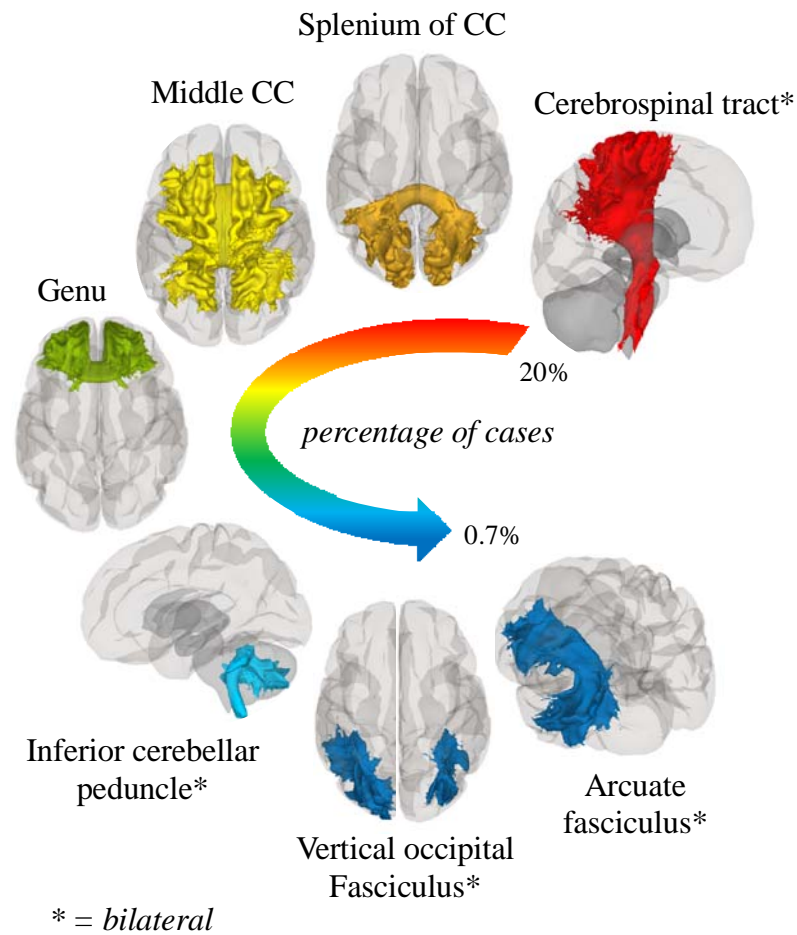 Splenium of CC
Middle CC
Cerebrospinal tract*
Genu
20%
percentage of cases
0.7%
Inferior cerebellar
peduncle*
Vertical occipital
Fasciculus*
Arcuate
fasciculus*
* = bilateral